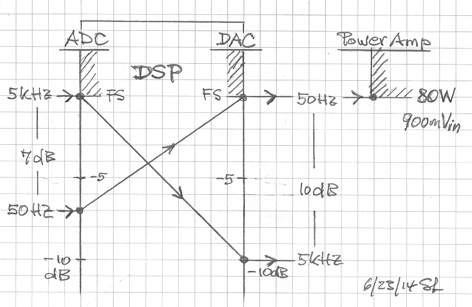 ADC DAC Power Amp
DSP
5kHz FS FS 50Hz 80W
900mVin
7dB
-5 -5 10dB
50Hz
-10 -10dB 5kHz
dB
6/23/14 SL